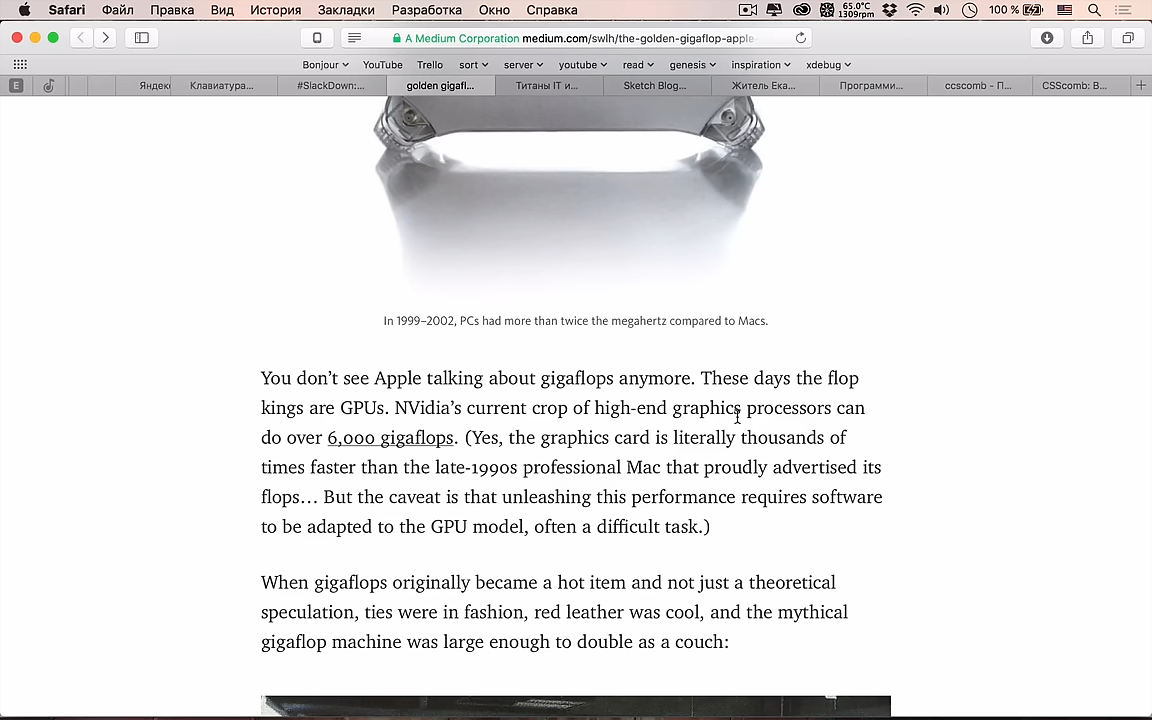 Safari Файл Правка Вид История Закладки Разработка Окно Справка 65.0°C 1309rpm 100 %
A Medium Corporation medium.com/swlh/the-golden-gigaflop-apple-
Bonjour YouTube Trello sort server youtube read genesis inspiration xdebug
E Яндекс Клавиатура... #SlackDown:... golden gigafl... Титаны IT и... Sketch Blog... Житель Ека... Программи... ccscomb - П... CSScomb: В...
In 1999–2002, PCs had more than twice the megahertz compared to Macs.
You don’t see Apple talking about gigaflops anymore. These days the flop
kings are GPUs. NVidia’s current crop of high-end graphics processors can
do over 6,000 gigaflops. (Yes, the graphics card is literally thousands of
times faster than the late-1990s professional Mac that proudly advertised its
flops… But the caveat is that unleashing this performance requires software
to be adapted to the GPU model, often a difficult task.)
When gigaflops originally became a hot item and not just a theoretical
speculation, ties were in fashion, red leather was cool, and the mythical
gigaflop machine was large enough to double as a couch: